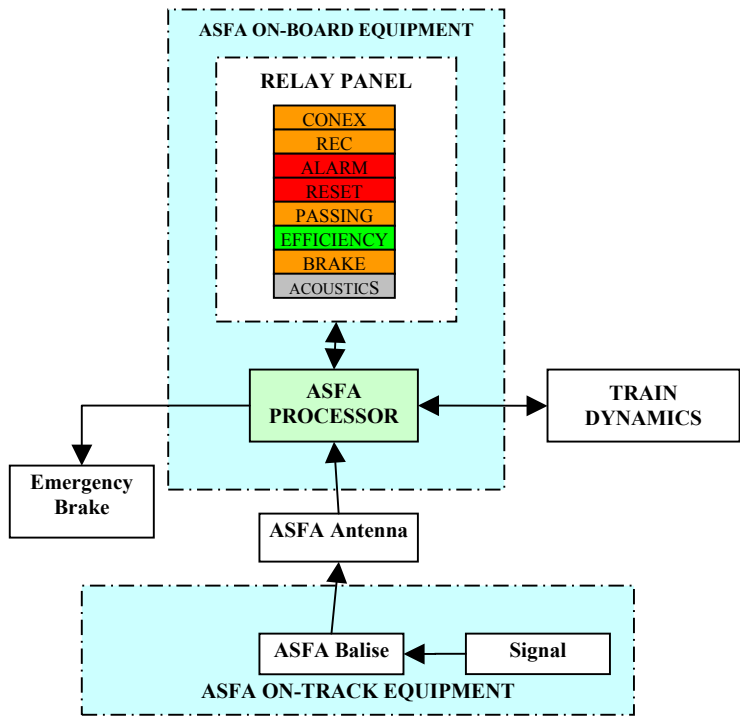 ASFA ON-BOARD EQUIPMENT
RELAY PANEL
CONEX
REC
ALARM
RESET
PASSING
EFFICIENCY
BRAKE
ACOUSTICS
ASFA
PROCESSOR
TRAIN
DYNAMICS
Emergency
Brake
ASFA Antenna
ASFA Balise
Signal
ASFA ON-TRACK EQUIPMENT